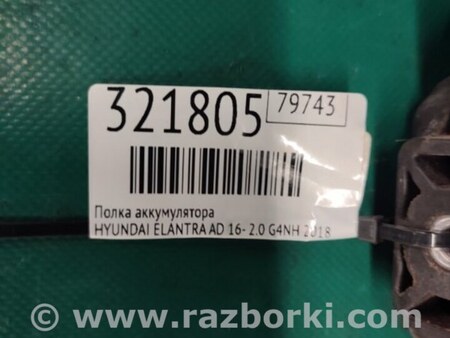 321805
79743
Полка аккумулятора
HYUNDAI ELANTRA AD 16- 2.0 G4NH 2018
© www.razborki.com